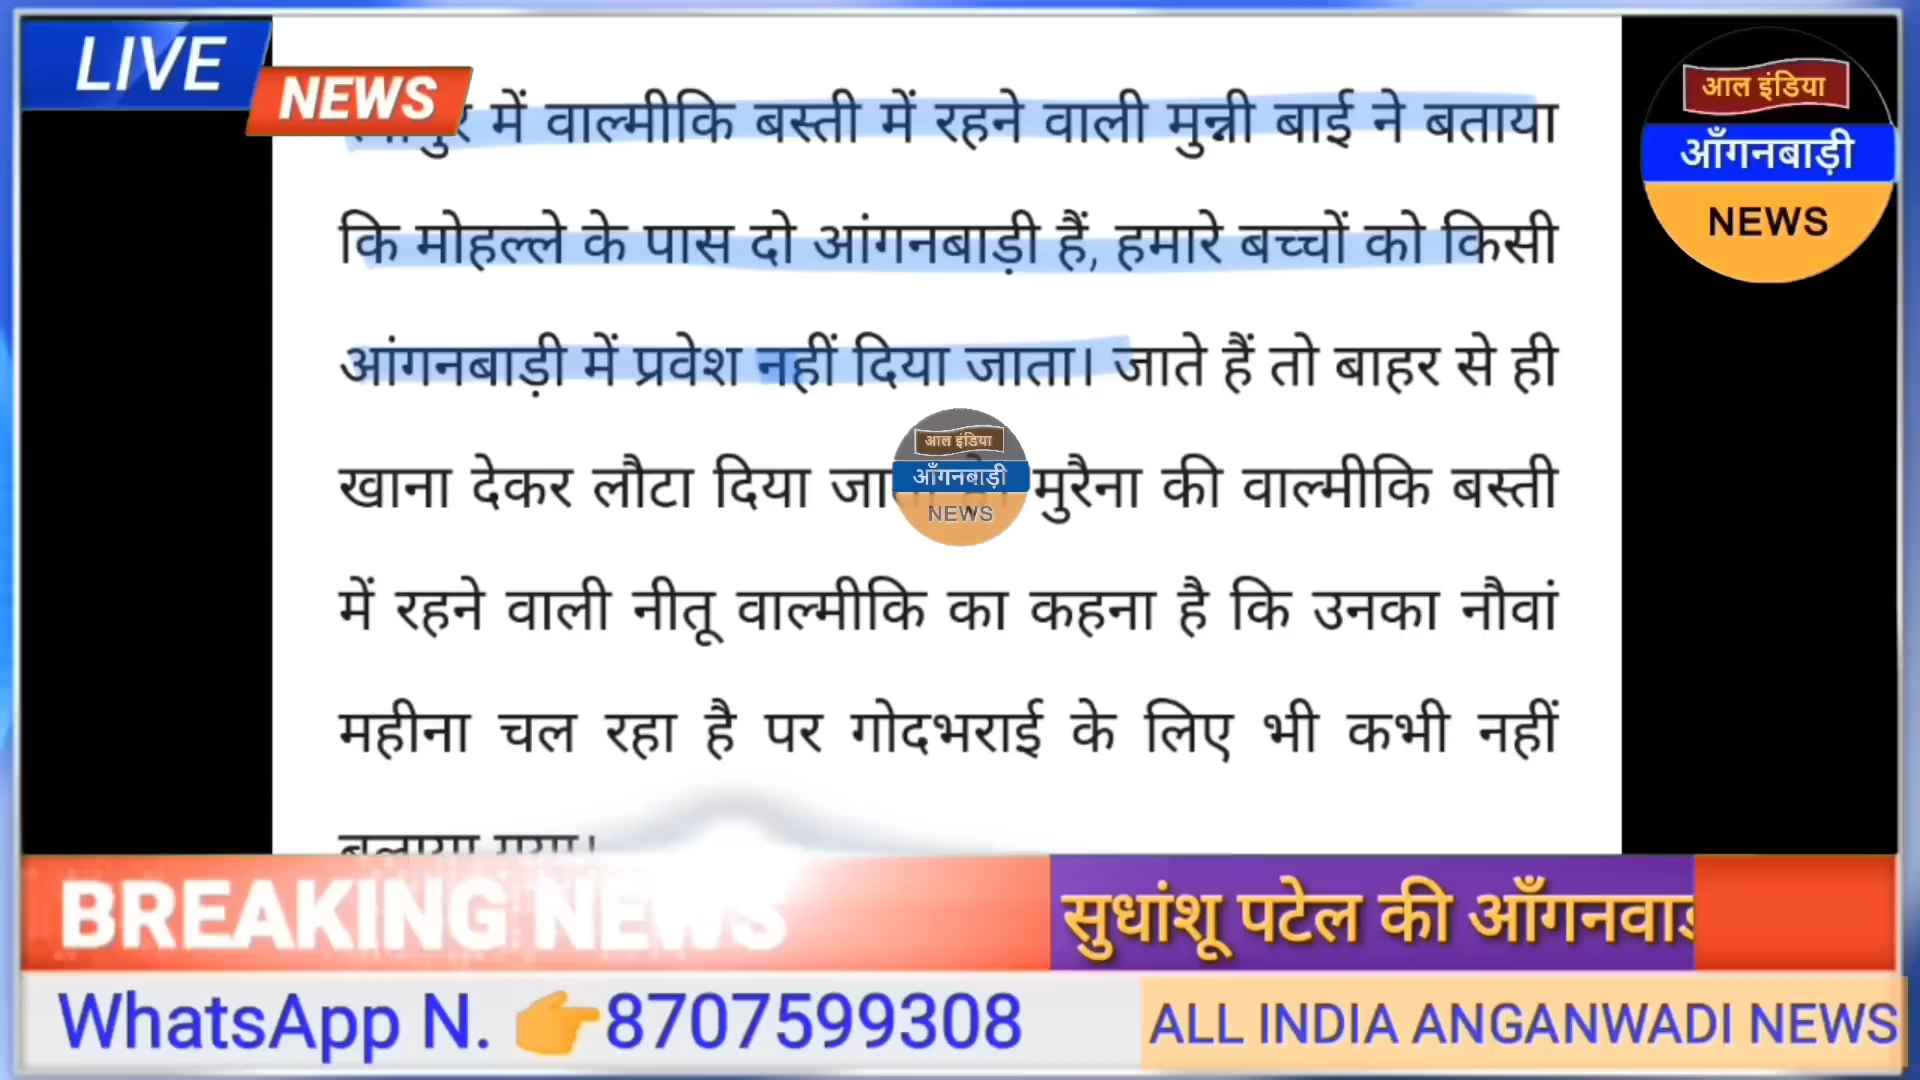 LIVE
NEWS
में वाल्मीकि बस्ती में रहने वाली मुन्नी बाई ने बताया
कि मोहल्ले के पास दो आंगनबाड़ी हैं, हमारे बच्चों को किसी
आंगनबाड़ी में प्रवेश नहीं दिया जाता। जाते हैं तो बाहर से ही
खाना देकर लौटा दिया मुरैना की वाल्मीकि बस्ती
में रहने वाली नीतू वाल्मीकि का कहना है कि उनका नौवां
महीना चल रहा है पर गोदभराई के लिए भी कभी नहीं
आल इंडिया
आँगनबाड़ी
NEWS
आल इंडिया
आँगनबाड़ी
NEWS
BREAKING NEWS
सुधांशू पटेल की
WhatsApp N. 👉8707599308
ALL INDIA ANGANWADI NEWS